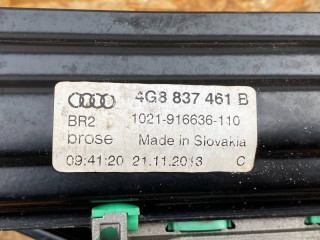 4G8 837 461 B
BR2 1021-916636-110
brose Made in Slovakia
09:41:20 21.11.2013 C